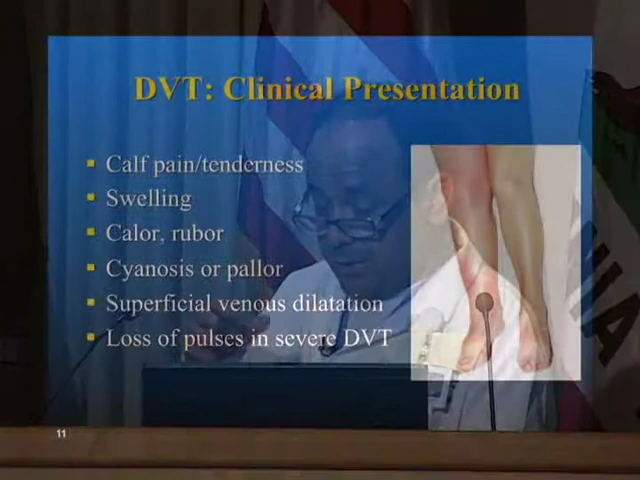 DVT: Clinical Presentation
▪ Calf pain/tenderness
▪ Swelling
▪ Calor, rubor
▪ Cyanosis or pallor
▪ Superficial venous dilatation
▪ Loss of pulses in severe DVT
11